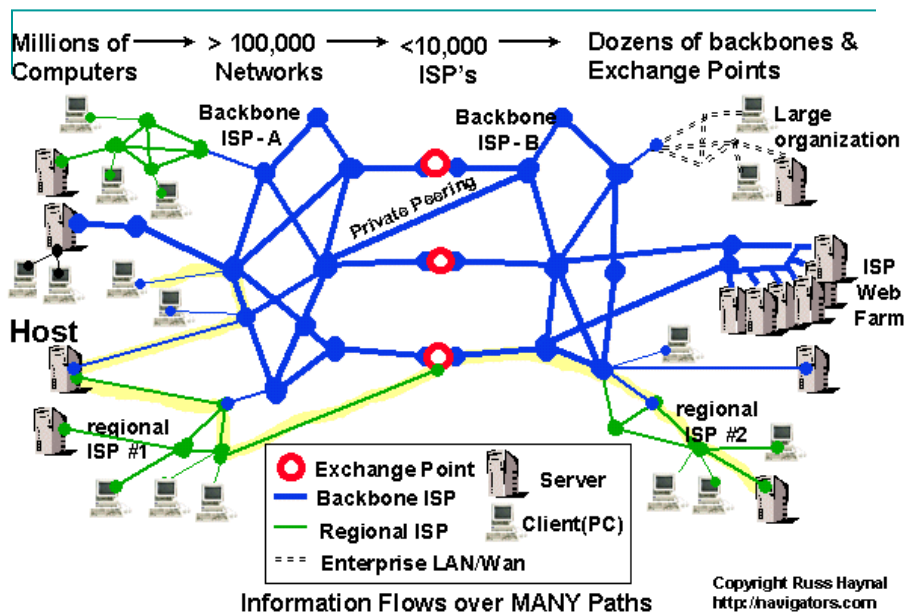 Millions of
Computers
> 100,000
Networks
<10,000
ISP's
Dozens of backbones &
Exchange Points
Backbone
ISP - A
Backbone
ISP - B
Large
organization
Private Peering
ISP
Web
Farm
Host
regional
ISP #1
regional
ISP #2
Exchange Point
Backbone ISP
Regional ISP
Enterprise LAN/Wan
Server
Client(PC)
Information Flows over MANY Paths
Copyright Russ Haynal
http://navigators.com